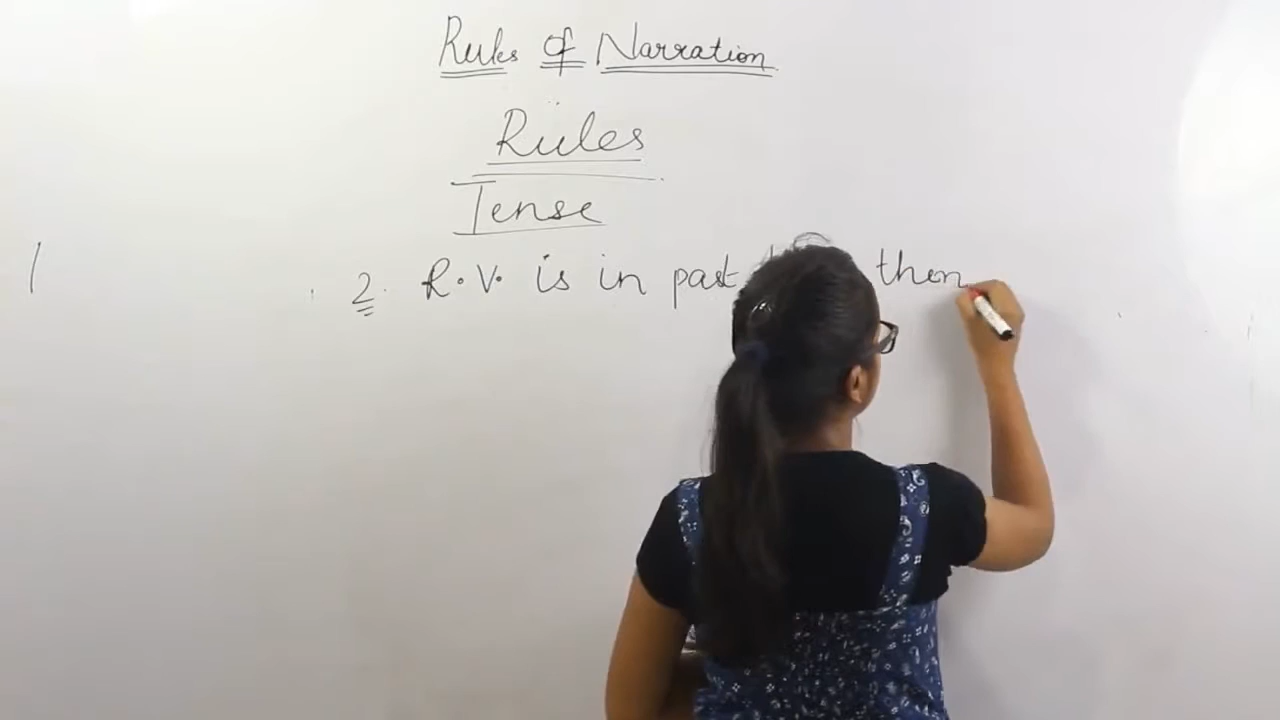 Rules of Narration
Rules
Tense
2. R.V. is in past then